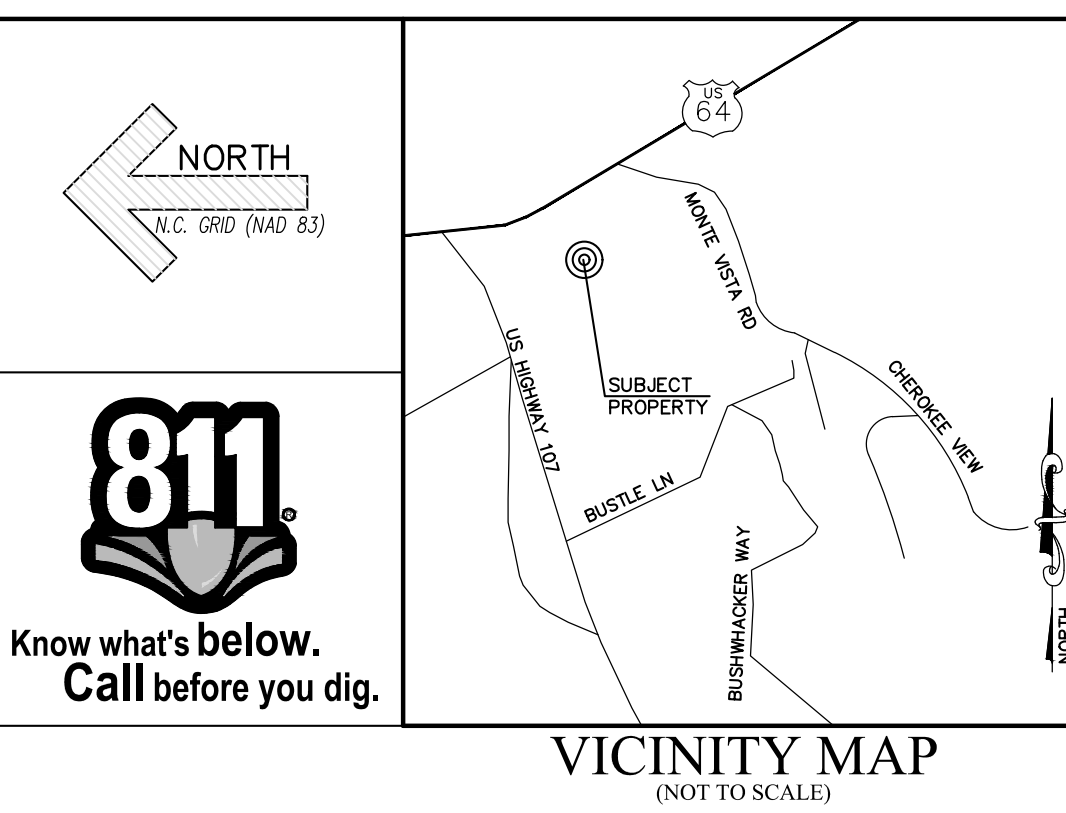 NORTH
N.C. GRID (NAD 83)
811®
Know what's below.
Call before you dig.
US
64
MONTE VISTA RD
US HIGHWAY 107
SUBJECT
PROPERTY
CHEROKEE VIEW
BUSTLE LN
BUSHWHACKER WAY
NORTH
VICINITY MAP
(NOT TO SCALE)